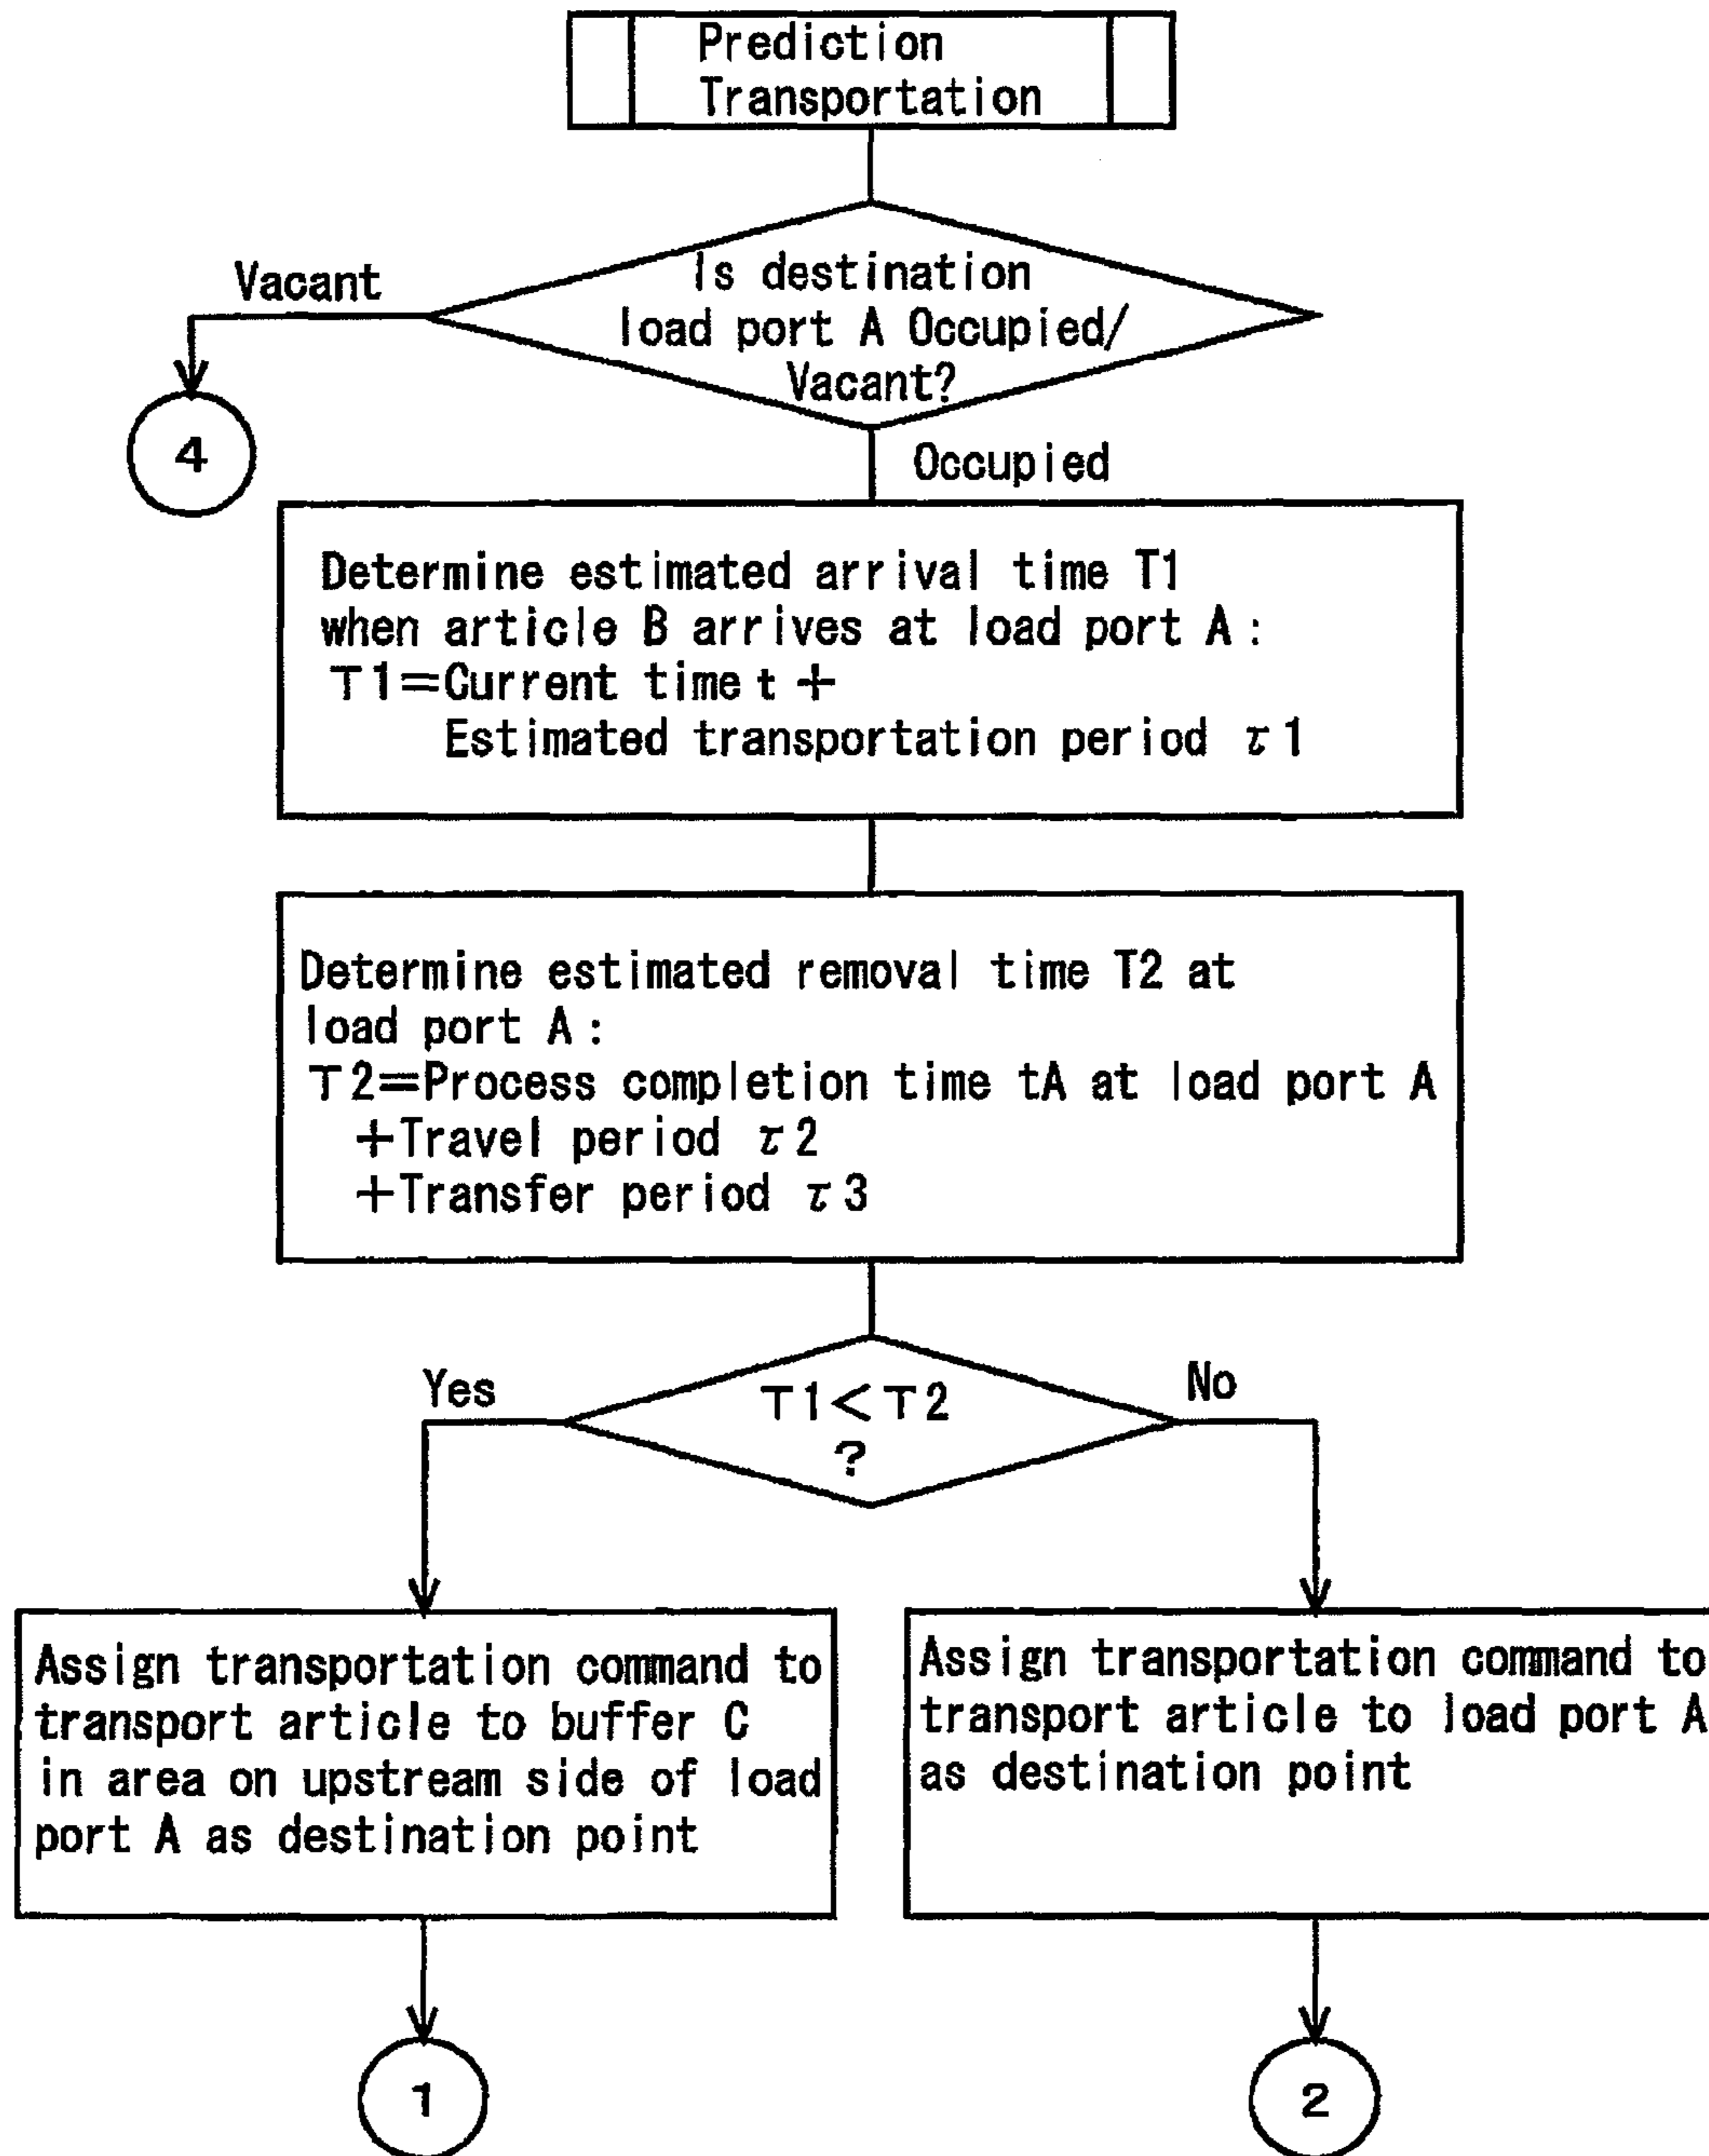 Prediction
Transportation
Is destination
load port A Occupied/
Vacant?
Vacant
4
Occupied
Determine estimated arrival time T1
when article B arrives at load port A:
T1=Current time t +
Estimated transportation period τ1
Determine estimated removal time T2 at
load port A:
T2=Process completion time tA at load port A
+Travel period τ2
+Transfer period τ3
T1<T2
?
Yes
No
Assign transportation command to
transport article to buffer C
in area on upstream side of load
port A as destination point
Assign transportation command to
transport article to load port A
as destination point
1
2